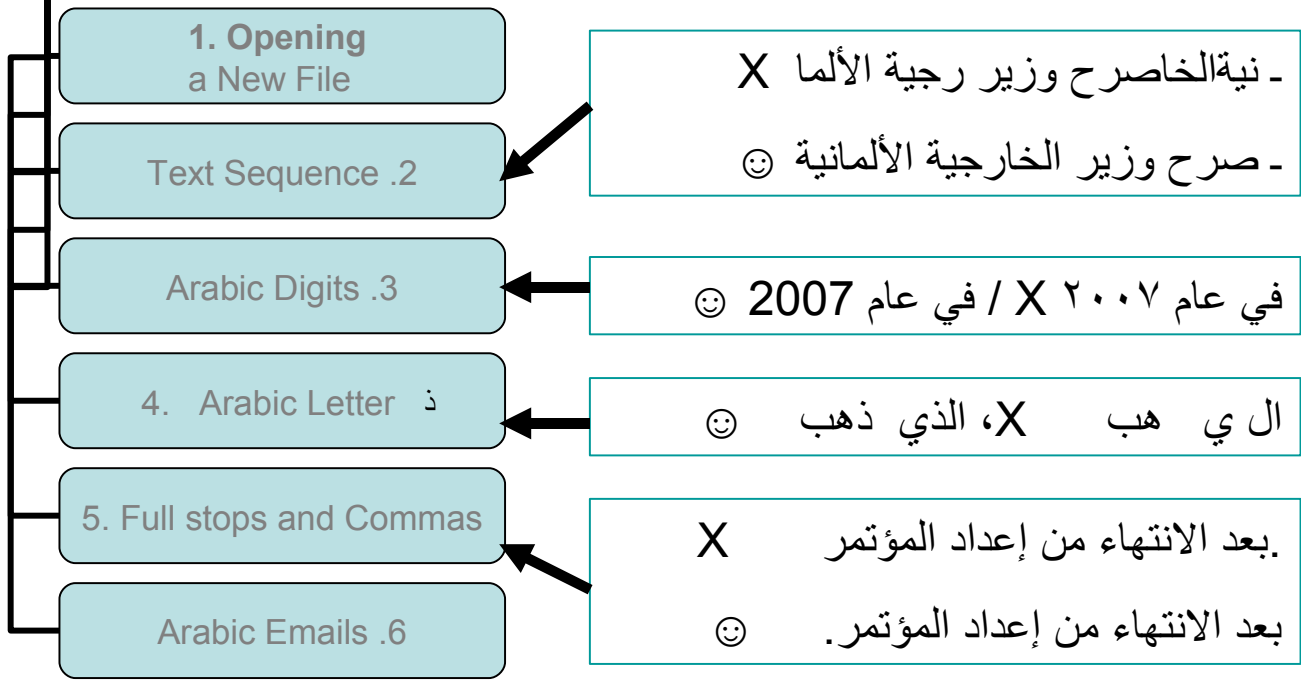 1. Opening
a New File
Text Sequence .2
Arabic Digits .3
4. Arabic Letter ذ
5. Full stops and Commas
Arabic Emails .6
ـ نيةالخاصرح وزير رجية الألما X
ـ صرح وزير الخارجية الألمانية ☺
في عام ٢٠٠٧ X / في عام 2007 ☺
ال ي هب X، الذي ذهب ☺
.بعد الانتهاء من إعداد المؤتمر X
بعد الانتهاء من إعداد المؤتمر. ☺